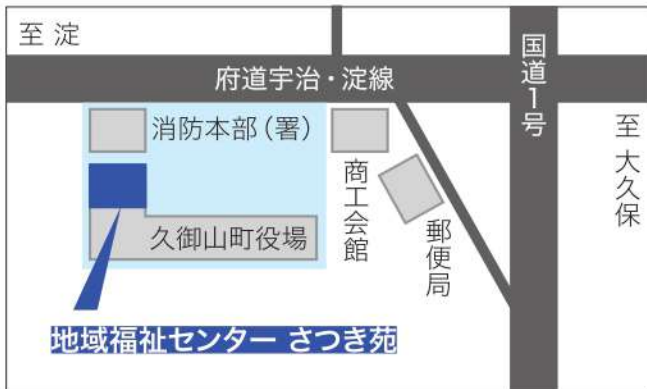 至 淀
府道宇治・淀線
国道1号
消防本部（署）
商工会館
至 大久保
郵便局
久御山町役場
地域福祉センター さつき苑